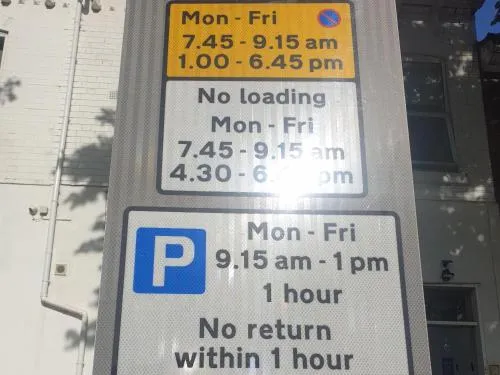 Mon - Fri
7.45 - 9.15 am
1.00 - 6.45 pm
No loading
Mon - Fri
7.45 - 9.15 am
4.30 - 6. pm
P
Mon - Fri
9.15 am - 1 pm
1 hour
No return
within 1 hour